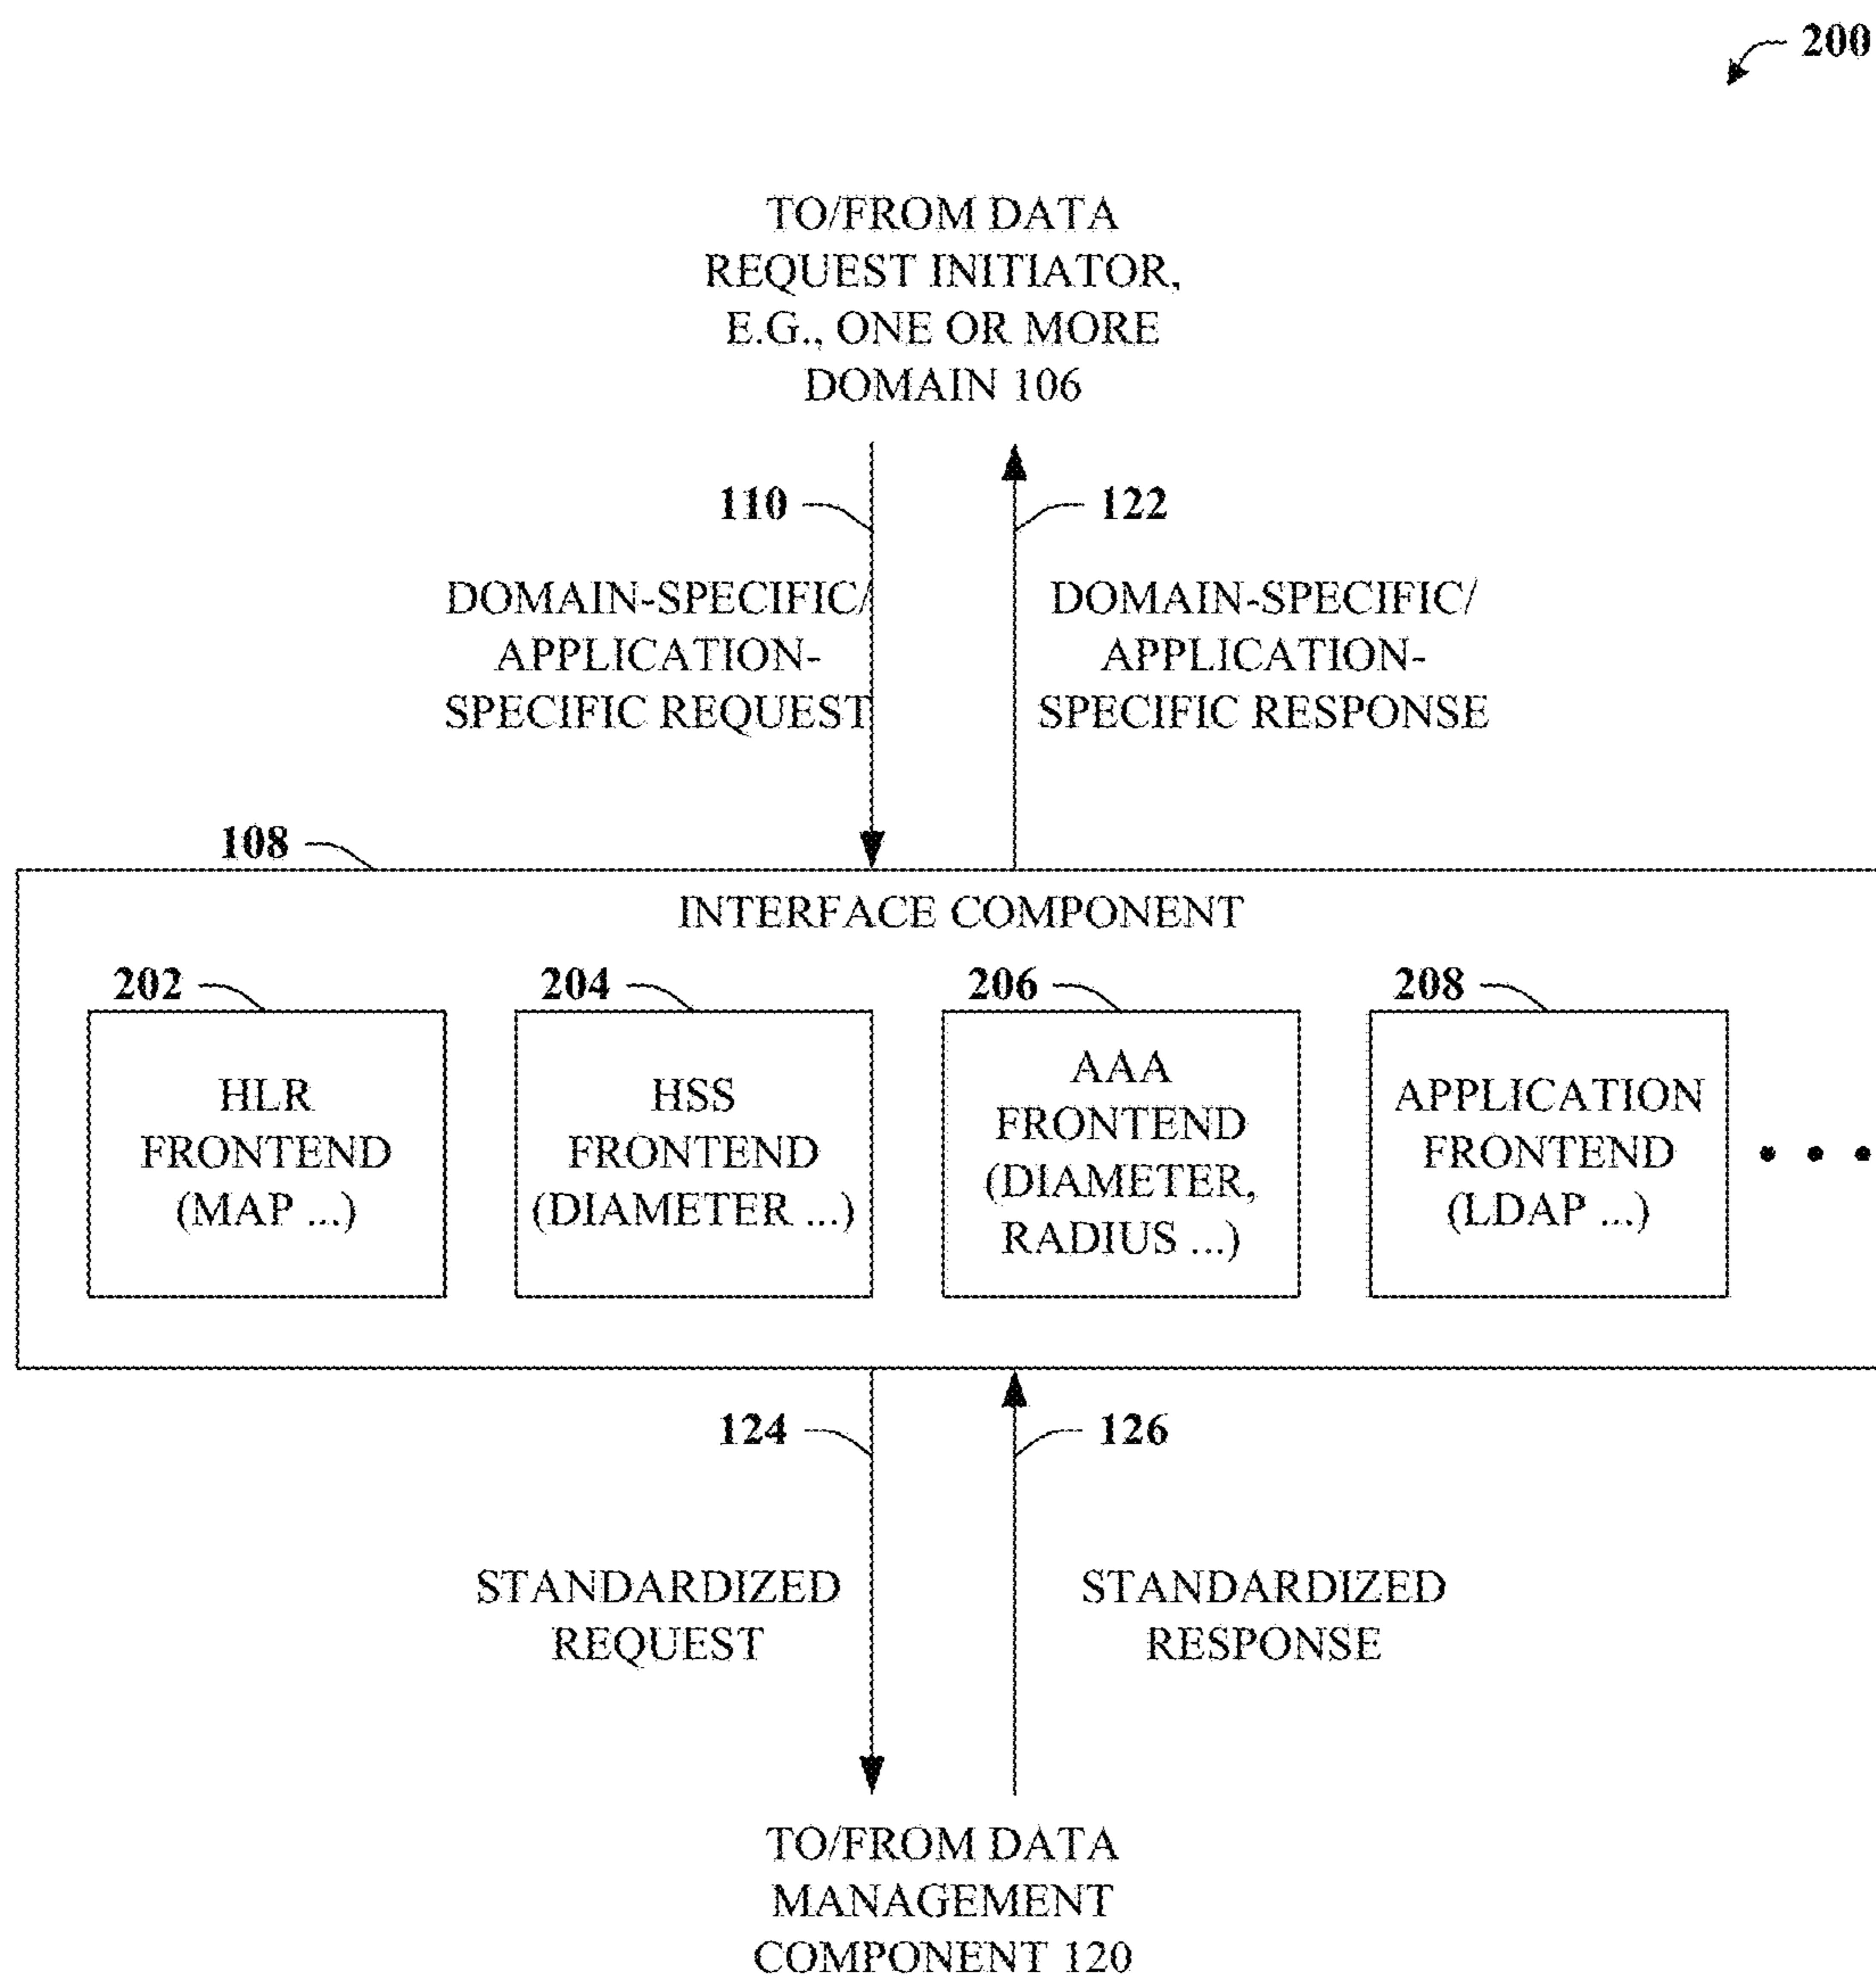 200
TO/FROM DATA
REQUEST INITIATOR,
E.G., ONE OR MORE
DOMAIN 106
110
122
DOMAIN-SPECIFIC/
APPLICATION-
SPECIFIC REQUEST
DOMAIN-SPECIFIC/
APPLICATION-
SPECIFIC RESPONSE
108
INTERFACE COMPONENT
202
HLR
FRONTEND
(MAP ...)
204
HSS
FRONTEND
(DIAMETER ...)
206
AAA
FRONTEND
(DIAMETER,
RADIUS ...)
208
APPLICATION
FRONTEND
(LDAP ...)
• • •
124
126
STANDARDIZED
REQUEST
STANDARDIZED
RESPONSE
TO/FROM DATA
MANAGEMENT
COMPONENT 120